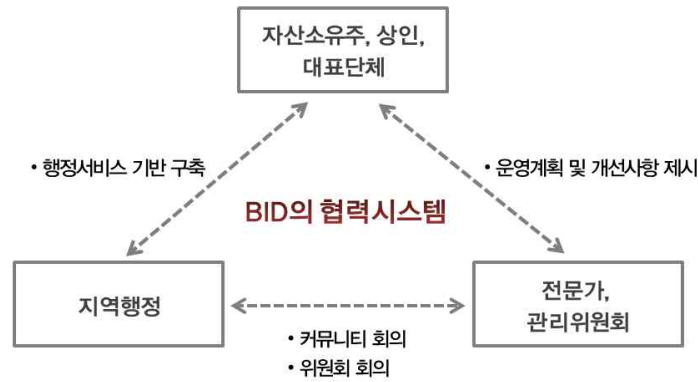 자산소유주, 상인,
대표단체
• 행정서비스 기반 구축
• 운영계획 및 개선사항 제시
BID의 협력시스템
지역행정
전문가,
관리위원회
• 커뮤니티 회의
• 위원회 회의